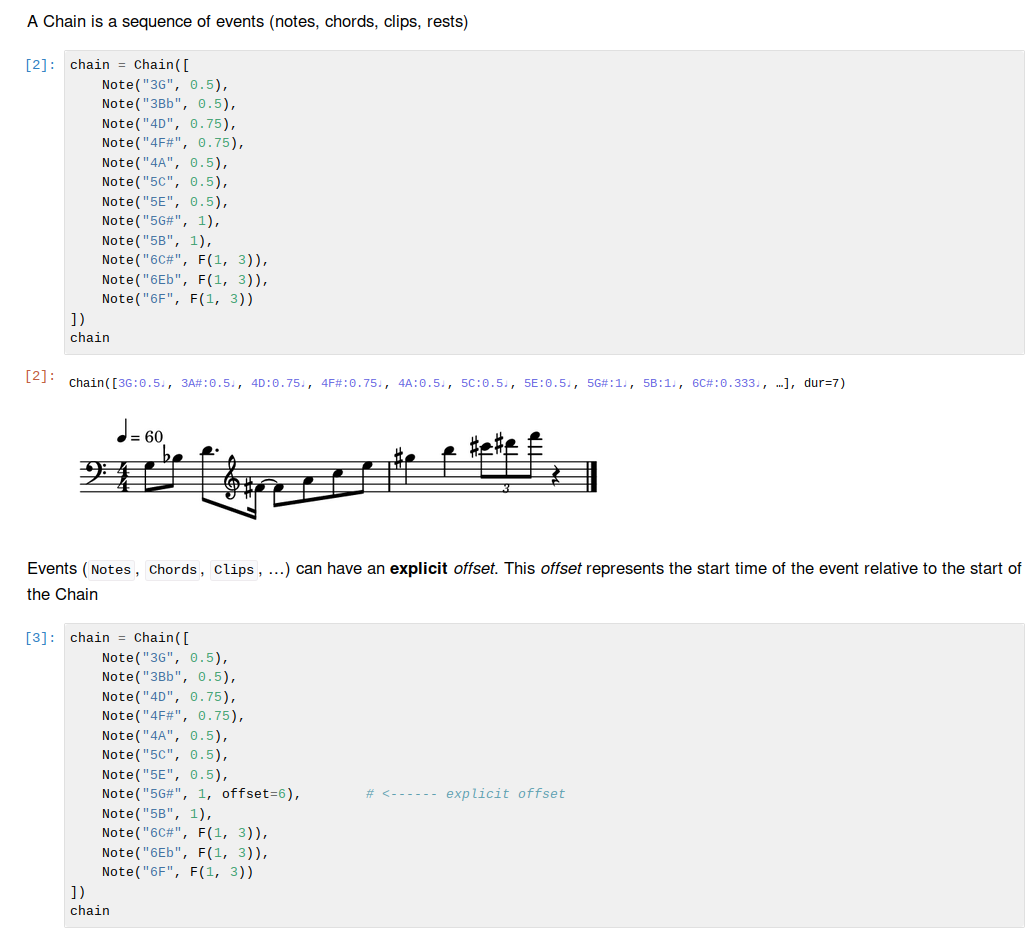 A Chain is a sequence of events (notes, chords, clips, rests)
[2]: chain = Chain([
    Note("3G", 0.5),
    Note("3Bb", 0.5),
    Note("4D", 0.75),
    Note("4F#", 0.75),
    Note("4A", 0.5),
    Note("5C", 0.5),
    Note("5E", 0.5),
    Note("5G#", 1),
    Note("5B", 1),
    Note("6C#", F(1, 3)),
    Note("6Eb", F(1, 3)),
    Note("6F", F(1, 3))
])
chain
[2]: Chain([3G:0.5♩, 3A#:0.5♩, 4D:0.75♩, 4F#:0.75♩, 4A:0.5♩, 5C:0.5♩, 5E:0.5♩, 5G#:1♩, 5B:1♩, 6C#:0.333♩, …], dur=7)
♩ = 60
4
4
3
Events (Notes, Chords, Clips, …) can have an explicit offset. This offset represents the start time of the event relative to the start of
the Chain
[3]: chain = Chain([
    Note("3G", 0.5),
    Note("3Bb", 0.5),
    Note("4D", 0.75),
    Note("4F#", 0.75),
    Note("4A", 0.5),
    Note("5C", 0.5),
    Note("5E", 0.5),
    Note("5G#", 1, offset=6),        # <------ explicit offset
    Note("5B", 1),
    Note("6C#", F(1, 3)),
    Note("6Eb", F(1, 3)),
    Note("6F", F(1, 3))
])
chain